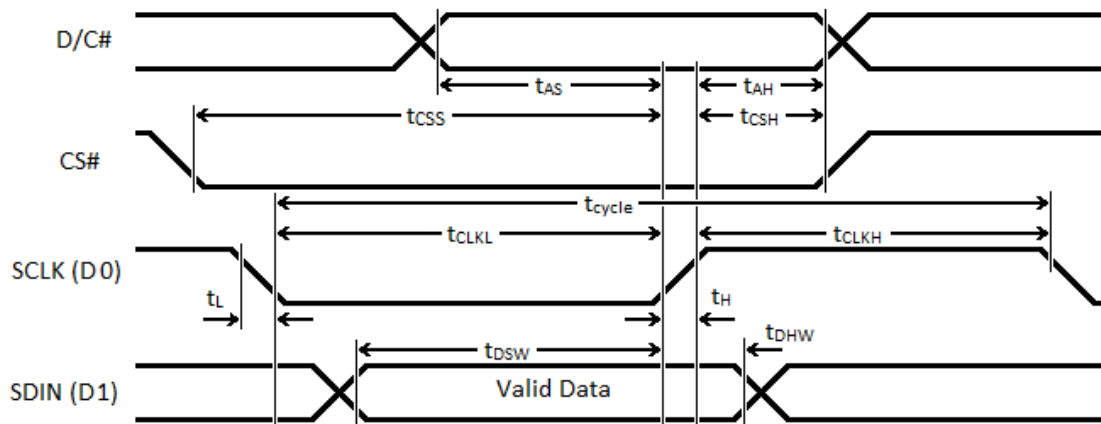 D/C#
tAS
tAH
tCSS
tCSH
CS#
tcycle
tCLKL
tCLKH
SCLK (D0)
tL
tH
tDHW
tDSW
SDIN (D1)
Valid Data